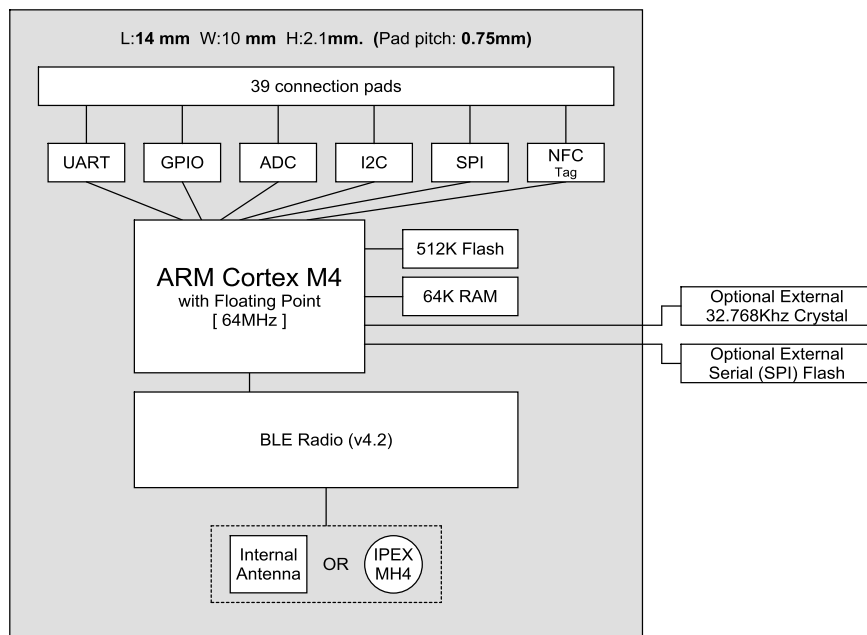 L:14 mm W:10 mm H:2.1mm. (Pad pitch: 0.75mm)
39 connection pads
UART
GPIO
ADC
I2C
SPI
NFC
Tag
ARM Cortex M4
with Floating Point
[ 64MHz ]
512K Flash
64K RAM
Optional External
32.768Khz Crystal
Optional External
Serial (SPI) Flash
BLE Radio (v4.2)
Internal
Antenna
OR
IPEX
MH4